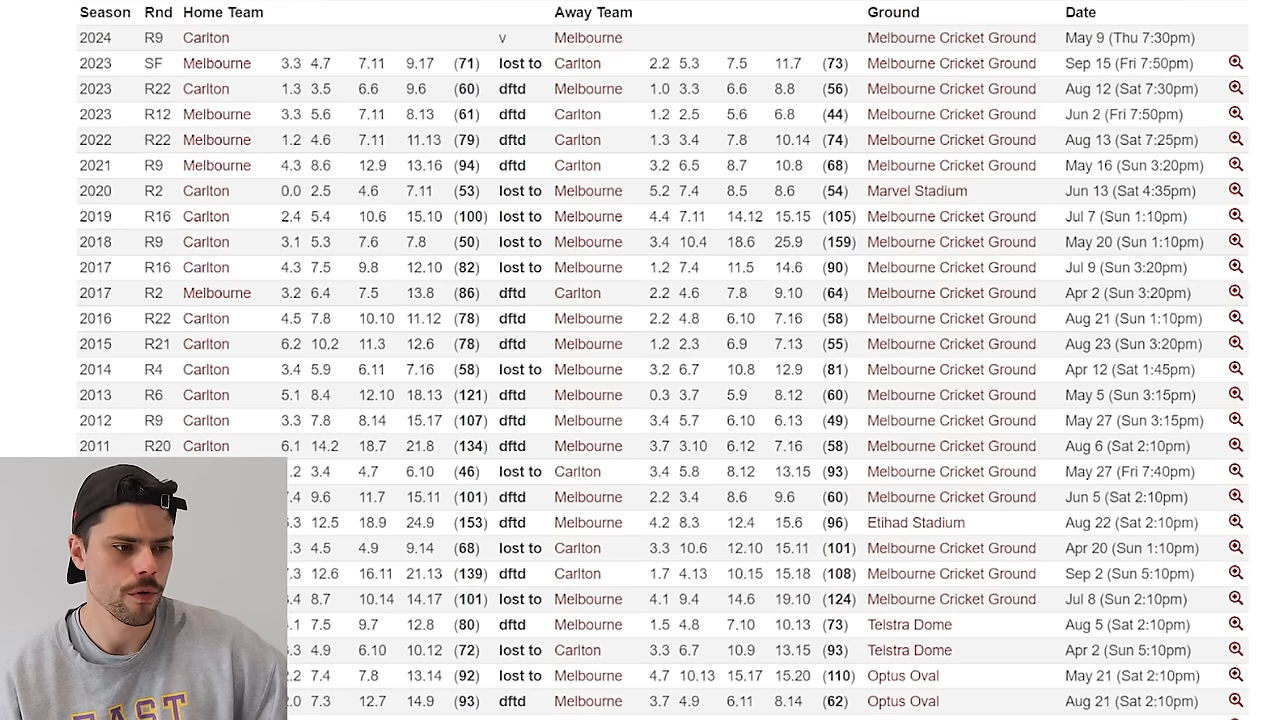 Season Rnd Home Team Away Team Ground Date
2024 R9 Carlton v Melbourne Melbourne Cricket Ground May 9 (Thu 7:30pm)
2023 SF Melbourne 3.3 4.7 7.11 9.17 (71) lost to Carlton 2.2 5.3 7.5 11.7 (73) Melbourne Cricket Ground Sep 15 (Fri 7:50pm)
2023 R22 Carlton 1.3 3.5 6.6 9.6 (60) dftd Melbourne 1.0 3.3 6.6 8.8 (56) Melbourne Cricket Ground Aug 12 (Sat 7:30pm)
2023 R12 Melbourne 3.3 5.6 7.11 8.13 (61) dftd Carlton 1.2 2.5 5.6 6.8 (44) Melbourne Cricket Ground Jun 2 (Fri 7:50pm)
2022 R22 Melbourne 1.2 4.6 7.11 11.13 (79) dftd Carlton 1.3 3.4 7.8 10.14 (74) Melbourne Cricket Ground Aug 13 (Sat 7:25pm)
2021 R9 Melbourne 4.3 8.6 12.9 13.16 (94) dftd Carlton 3.2 6.5 8.7 10.8 (68) Melbourne Cricket Ground May 16 (Sun 3:20pm)
2020 R2 Carlton 0.0 2.5 4.6 7.11 (53) lost to Melbourne 5.2 7.4 8.5 8.6 (54) Marvel Stadium Jun 13 (Sat 4:35pm)
2019 R16 Carlton 2.4 5.4 10.6 15.10 (100) lost to Melbourne 4.4 7.11 14.12 15.15 (105) Melbourne Cricket Ground Jul 7 (Sun 1:10pm)
2018 R9 Carlton 3.1 5.3 7.6 7.8 (50) lost to Melbourne 3.4 10.4 18.6 25.9 (159) Melbourne Cricket Ground May 20 (Sun 1:10pm)
2017 R16 Carlton 4.3 7.5 9.8 12.10 (82) lost to Melbourne 1.2 7.4 11.5 14.6 (90) Melbourne Cricket Ground Jul 9 (Sun 3:20pm)
2017 R2 Melbourne 3.2 6.4 7.5 13.8 (86) dftd Carlton 2.2 4.6 7.8 9.10 (64) Melbourne Cricket Ground Apr 2 (Sun 3:20pm)
2016 R22 Carlton 4.5 7.8 10.10 11.12 (78) dftd Melbourne 2.2 4.8 6.10 7.16 (58) Melbourne Cricket Ground Aug 21 (Sun 1:10pm)
2015 R21 Carlton 6.2 10.2 11.3 12.6 (78) dftd Melbourne 1.2 2.3 6.9 7.13 (55) Melbourne Cricket Ground Aug 23 (Sun 3:20pm)
2014 R4 Carlton 3.4 5.9 6.11 7.16 (58) lost to Melbourne 3.2 6.7 10.8 12.9 (81) Melbourne Cricket Ground Apr 12 (Sat 1:45pm)
2013 R6 Carlton 5.1 8.4 12.10 18.13 (121) dftd Melbourne 0.3 3.7 5.9 8.12 (60) Melbourne Cricket Ground May 5 (Sun 3:15pm)
2012 R9 Carlton 3.3 7.8 8.14 15.17 (107) dftd Melbourne 3.4 5.7 6.10 6.13 (49) Melbourne Cricket Ground May 27 (Sun 3:15pm)
2011 R20 Carlton 6.1 14.2 18.7 21.8 (134) dftd Melbourne 3.7 3.10 6.12 7.16 (58) Melbourne Cricket Ground Aug 6 (Sat 2:10pm)
.2 3.4 4.7 6.10 (46) lost to Carlton 3.4 5.8 8.12 13.15 (93) Melbourne Cricket Ground May 27 (Fri 7:40pm)
.4 9.6 11.7 15.11 (101) dftd Melbourne 2.2 3.4 8.6 9.6 (60) Melbourne Cricket Ground Jun 5 (Sat 2:10pm)
.3 12.5 18.9 24.9 (153) dftd Melbourne 4.2 8.3 12.4 15.6 (96) Etihad Stadium Aug 22 (Sat 2:10pm)
.3 4.5 4.9 9.14 (68) lost to Carlton 3.3 10.6 12.10 15.11 (101) Melbourne Cricket Ground Apr 20 (Sun 1:10pm)
.3 12.6 16.11 21.13 (139) dftd Carlton 1.7 4.13 10.15 15.18 (108) Melbourne Cricket Ground Sep 2 (Sun 5:10pm)
.4 8.7 10.14 14.17 (101) lost to Melbourne 4.1 9.4 14.6 19.10 (124) Melbourne Cricket Ground Jul 8 (Sun 2:10pm)
.1 7.5 9.7 12.8 (80) dftd Melbourne 1.5 4.8 7.10 10.13 (73) Telstra Dome Aug 5 (Sat 2:10pm)
.3 4.9 6.10 10.12 (72) lost to Carlton 3.3 6.7 10.9 13.15 (93) Telstra Dome Apr 2 (Sun 5:10pm)
.2 7.4 7.8 13.14 (92) lost to Melbourne 4.7 10.13 15.17 15.20 (110) Optus Oval May 21 (Sat 2:10pm)
.0 7.3 12.7 14.9 (93) dftd Melbourne 3.7 4.9 6.11 8.14 (62) Optus Oval Aug 21 (Sat 2:10pm)
EAST